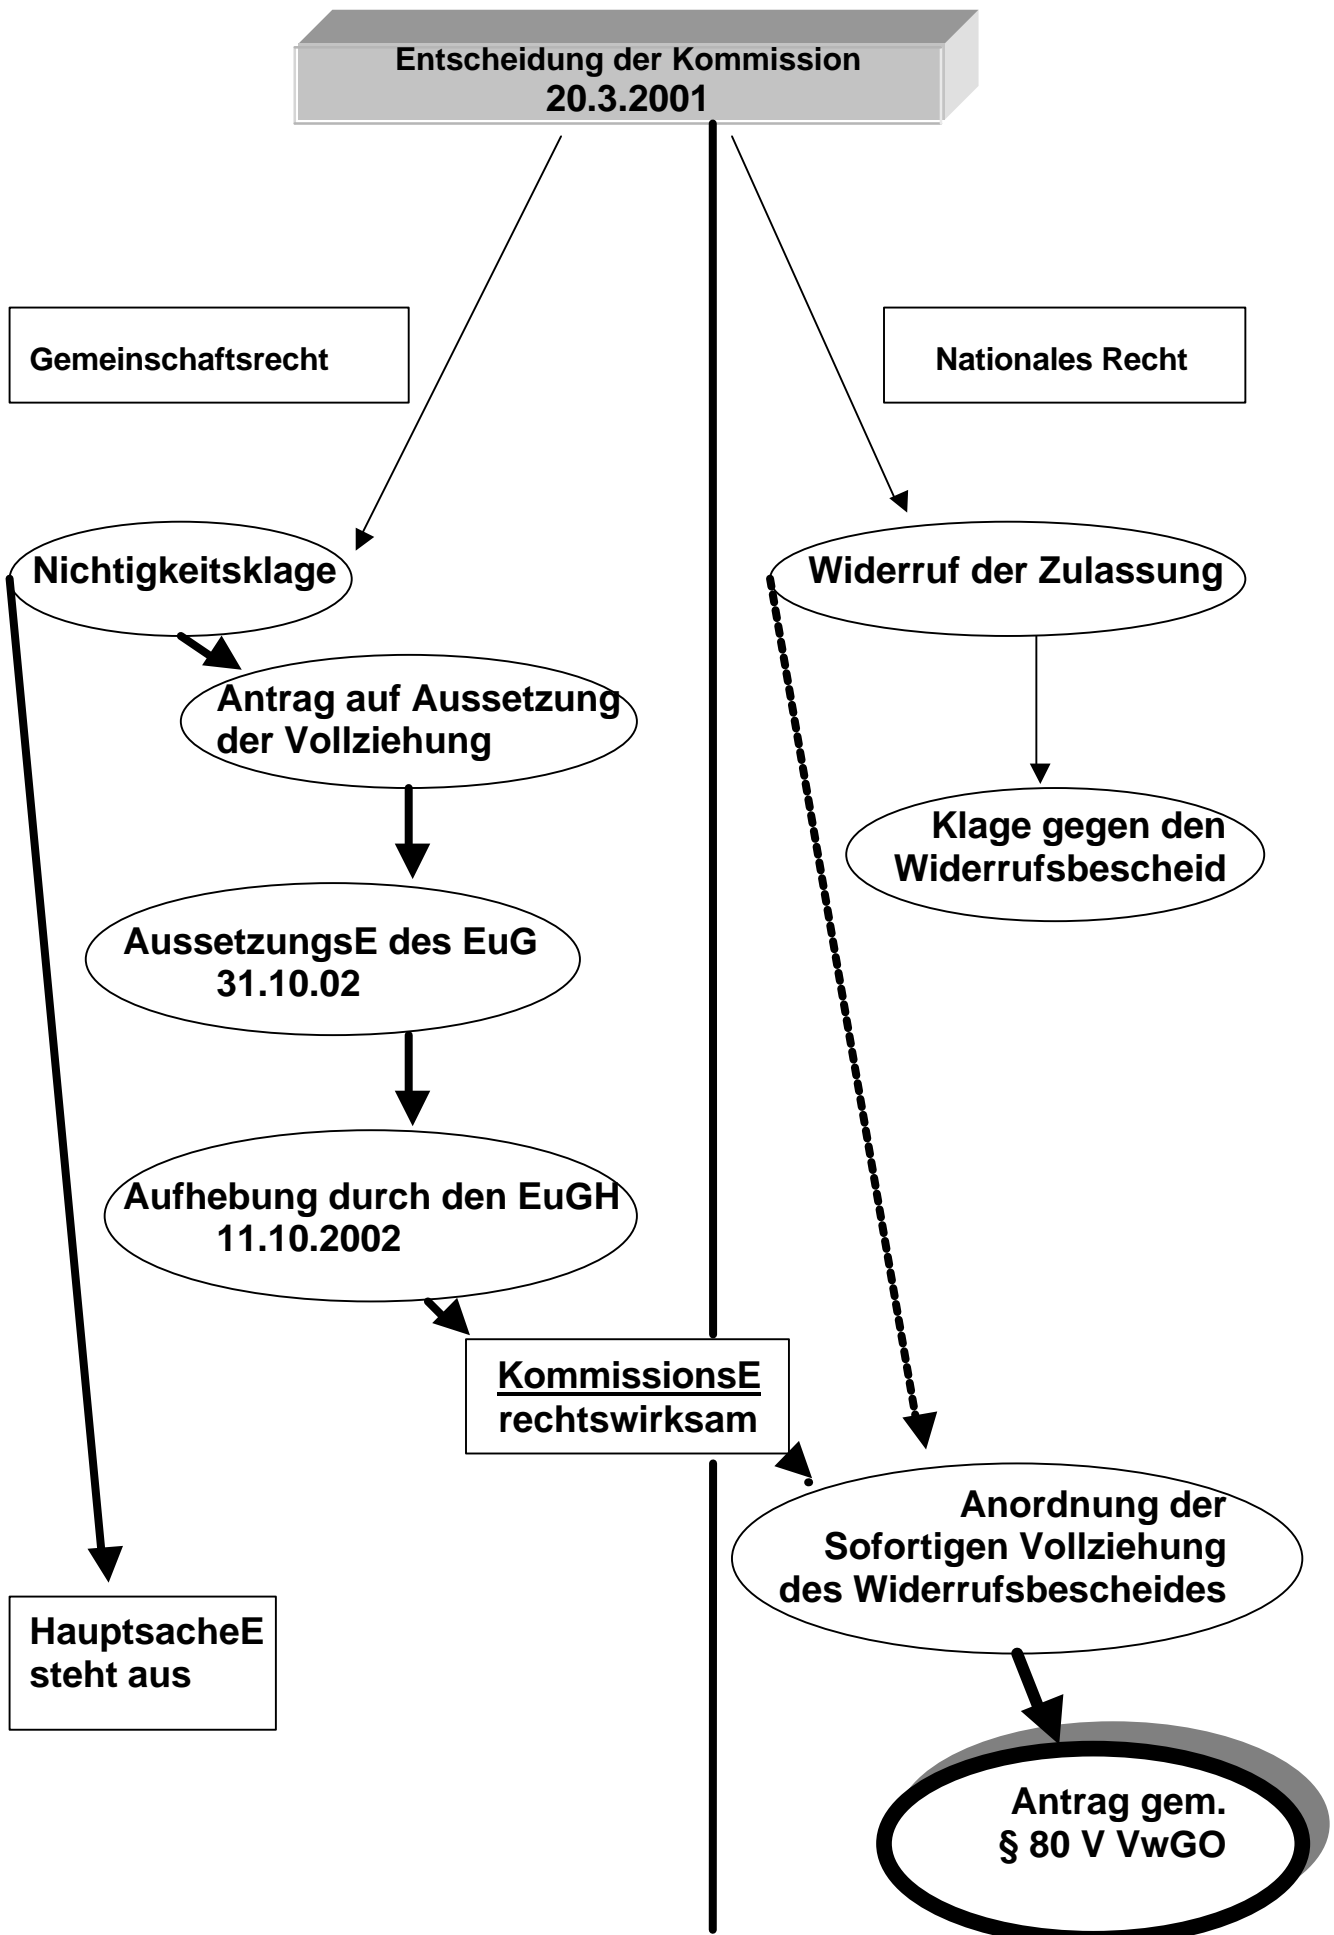 Entscheidung der Kommission
20.3.2001
Gemeinschaftsrecht
Nationales Recht
Nichtigkeitsklage
Widerruf der Zulassung
Antrag auf Aussetzung
der Vollziehung
Klage gegen den
Widerrufsbescheid
AussetzungsE des EuG
31.10.02
Aufhebung durch den EuGH
11.10.2002
KommissionsE
rechtswirksam
Anordnung der
Sofortigen Vollziehung
des Widerrufsbescheides
HauptsacheE
steht aus
Antrag gem.
§ 80 V VwGO